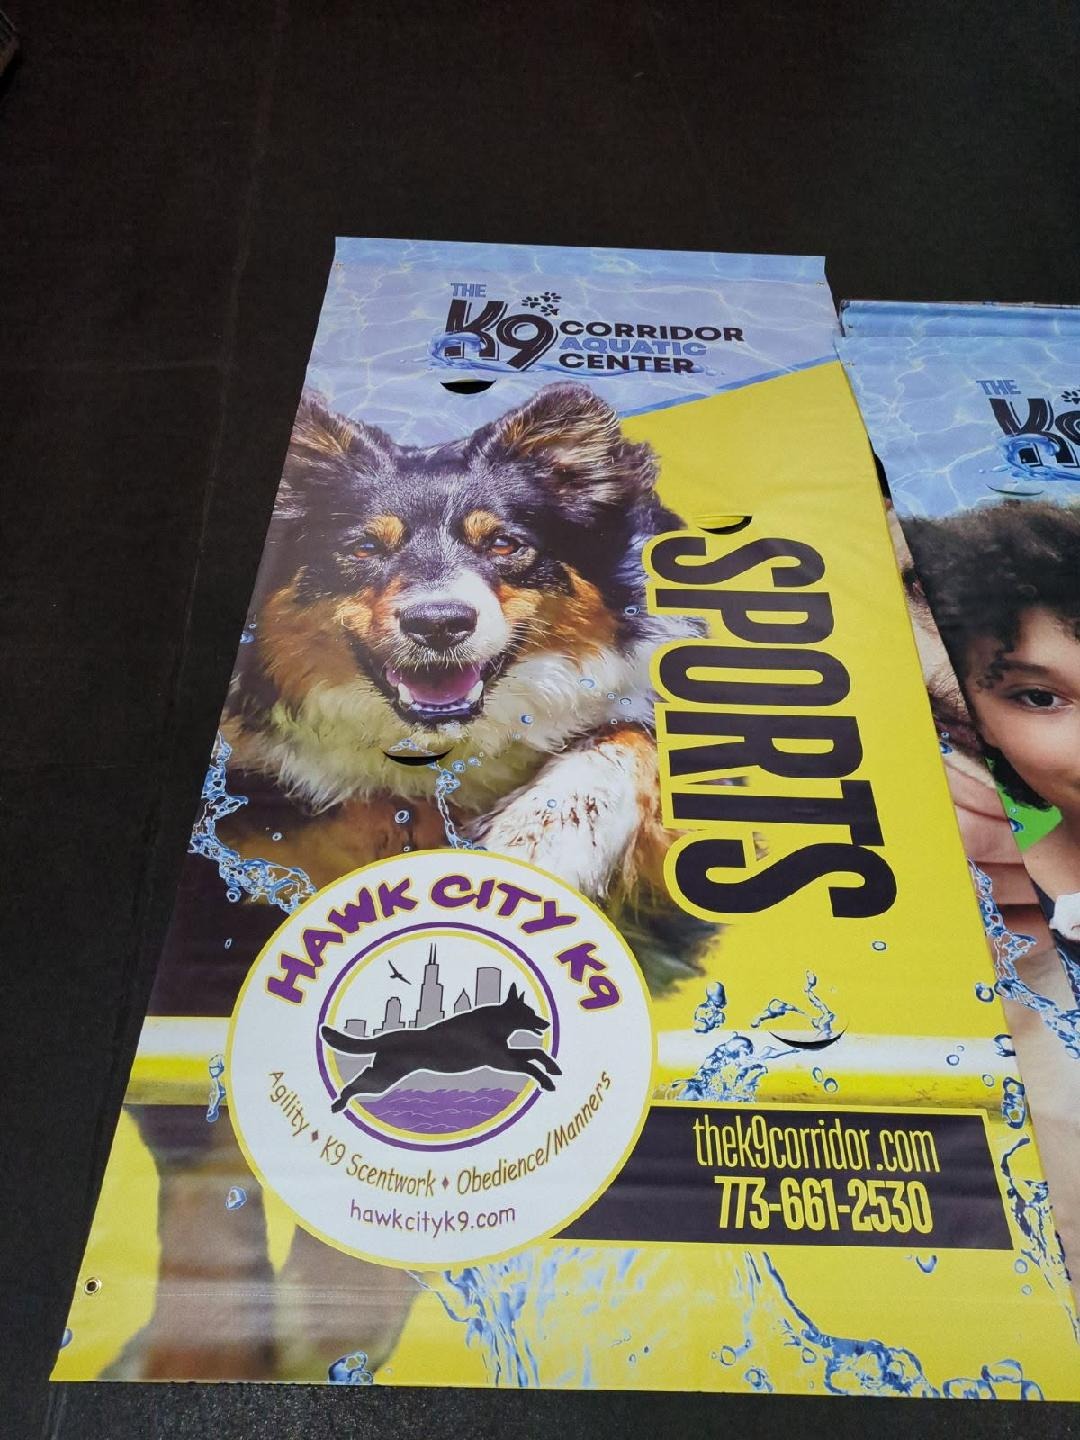 THE
K9 CORRIDOR
AQUATIC
CENTER
SPORTS
HAWK CITY K9
Agility ♦ K9 Scentwork ♦ Obedience/Manners
hawkcityk9.com
thek9corridor.com
773-661-2530
THE
K9